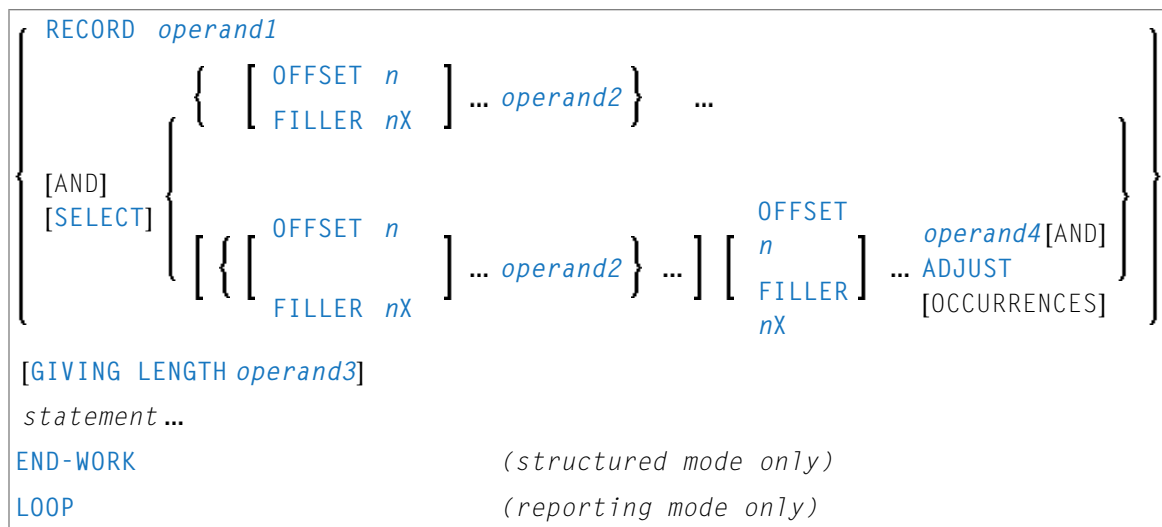 RECORD operand1
{ [ OFFSET n
FILLER nX ] ... operand2 } ...
[AND]
[SELECT]
[ { [ OFFSET n
FILLER nX ] ... operand2 } ... ] [ OFFSET
n
FILLER
nX ] ... operand4 [AND]
ADJUST
[OCCURRENCES]
[GIVING LENGTH operand3]
statement ...
END-WORK (structured mode only)
LOOP (reporting mode only)